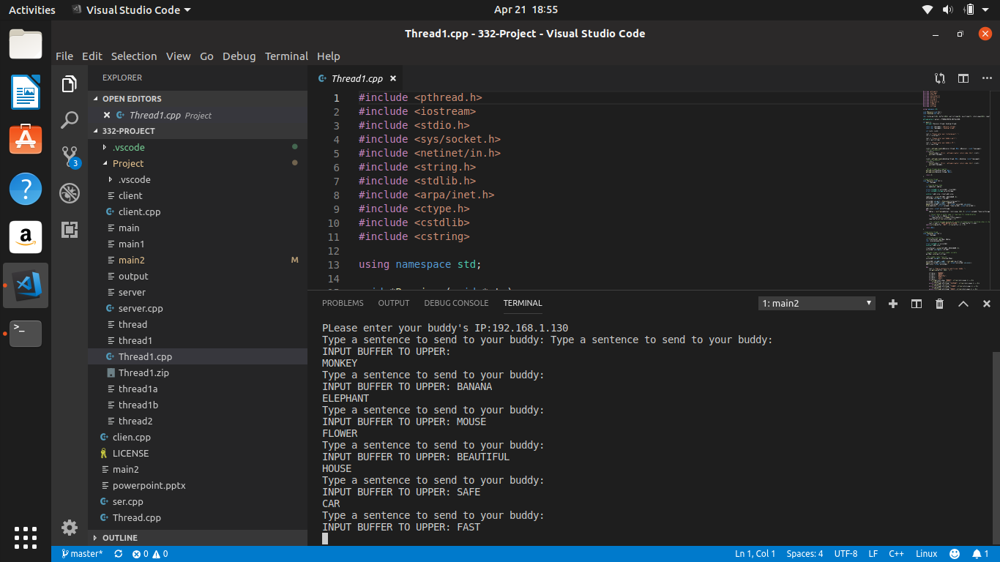 Activities Visual Studio Code Apr 21 18:55
Thread1.cpp - 332-Project - Visual Studio Code
File Edit Selection View Go Debug Terminal Help
EXPLORER
OPEN EDITORS
Thread1.cpp Project
332-PROJECT
.vscode
Project
.vscode
client
client.cpp
main
main1
main2 M
output
server
server.cpp
thread
thread1
Thread1.cpp
Thread1.zip
thread1a
thread1b
thread2
clien.cpp
LICENSE
main2
powerpoint.pptx
ser.cpp
Thread.cpp
OUTLINE
3
?
a
>_
Thread1.cpp
1 #include <pthread.h>
2 #include <iostream>
3 #include <stdio.h>
4 #include <sys/socket.h>
5 #include <netinet/in.h>
6 #include <string.h>
7 #include <stdlib.h>
8 #include <arpa/inet.h>
9 #include <ctype.h>
10 #include <cstdlib>
11 #include <cstring>
12
13 using namespace std;
14
PROBLEMS OUTPUT DEBUG CONSOLE TERMINAL 1: main2
PLease enter your buddy's IP:192.168.1.130
Type a sentence to send to your buddy: Type a sentence to send to your buddy:
INPUT BUFFER TO UPPER:
MONKEY
Type a sentence to send to your buddy:
INPUT BUFFER TO UPPER: BANANA
ELEPHANT
Type a sentence to send to your buddy:
INPUT BUFFER TO UPPER: MOUSE
FLOWER
Type a sentence to send to your buddy:
INPUT BUFFER TO UPPER: BEAUTIFUL
HOUSE
Type a sentence to send to your buddy:
INPUT BUFFER TO UPPER: SAFE
CAR
Type a sentence to send to your buddy:
INPUT BUFFER TO UPPER: FAST
master* 0 0 Ln 1, Col 1 Spaces: 4 UTF-8 LF C++ Linux 1